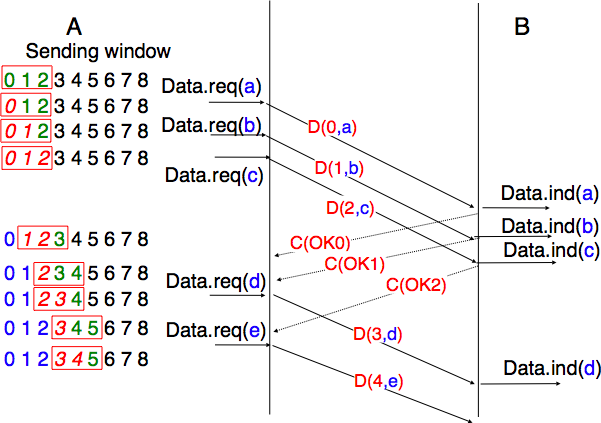 A
B
Sending window
0 1 2 3 4 5 6 7 8
Data.req(a)
0 1 2 3 4 5 6 7 8
Data.req(b)
D(0,a)
0 1 2 3 4 5 6 7 8
0 1 2 3 4 5 6 7 8
D(1,b)
Data.req(c)
Data.ind(a)
D(2,c)
Data.ind(b)
0 1 2 3 4 5 6 7 8
C(OK0)
Data.ind(c)
C(OK1)
0 1 2 3 4 5 6 7 8
Data.req(d)
C(OK2)
0 1 2 3 4 5 6 7 8
0 1 2 3 4 5 6 7 8
Data.req(e)
D(3,d)
0 1 2 3 4 5 6 7 8
Data.ind(d)
D(4,e)